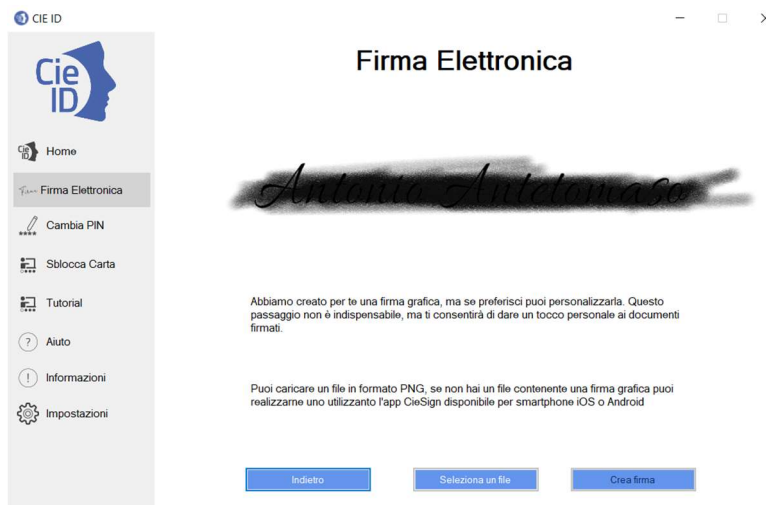 CIE ID
Cie
ID
Cie
ID
Home
Firma Elettronica
Cambia PIN
Sblocca Carta
Tutorial
Aiuto
Informazioni
Impostazioni
Firma Elettronica
Abbiamo creato per te una firma grafica, ma se preferisci puoi personalizzarla. Questo
passaggio non è indispensabile, ma ti consentirà di dare un tocco personale ai documenti
firmati.
Puoi caricare un file in formato PNG, se non hai un file contenente una firma grafica puoi
realizzarne uno utilizzanto l'app CieSign disponibile per smartphone iOS o Android
Indietro
Seleziona un file
Crea firma